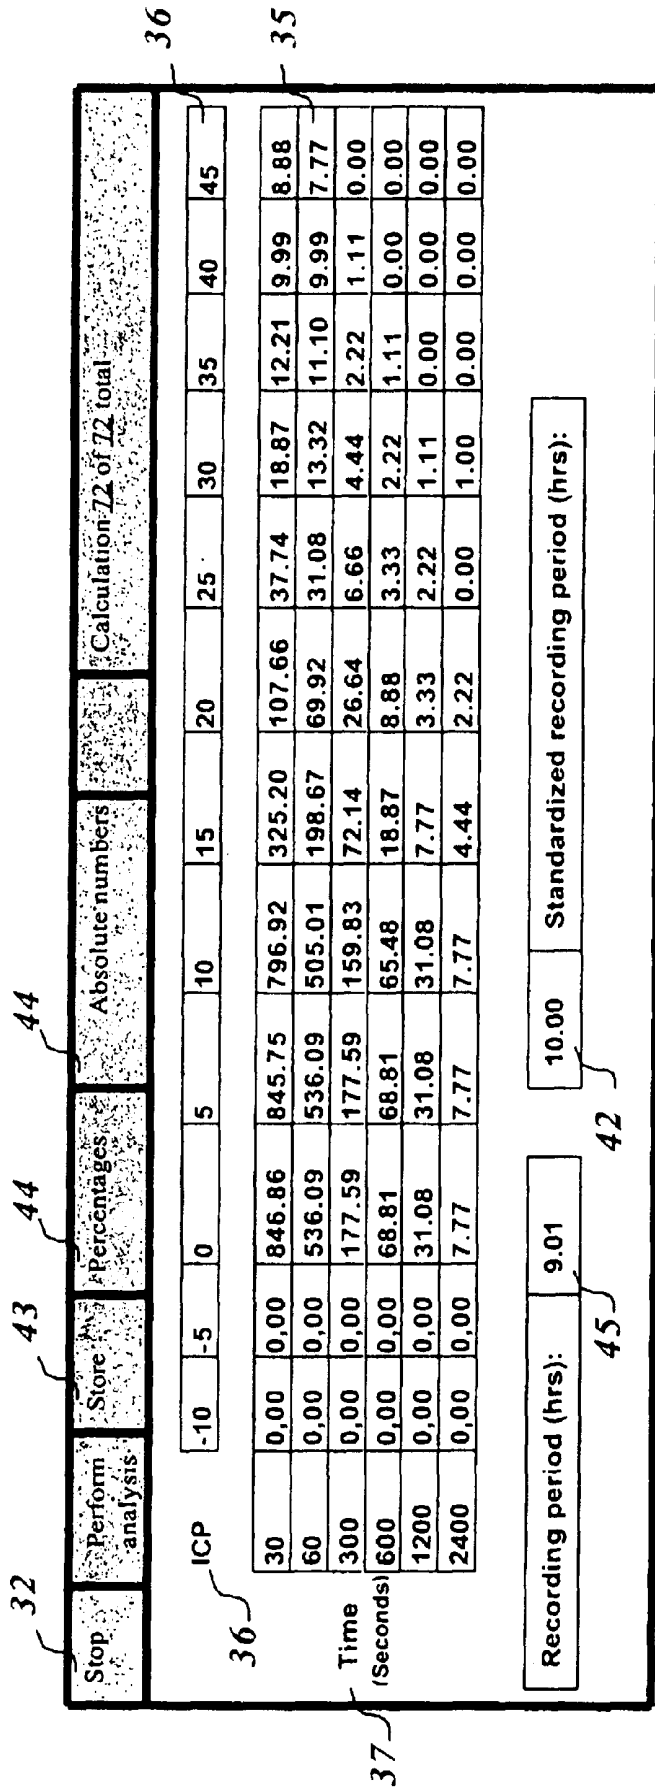 32 43 44 44
Stop Perform analysis Store Percentages Absolute numbers Calculation 72 of 72 total
36
ICP -10 -5 0 5 10 15 20 25 30 35 40 45
36
35
30 0,00 0,00 846.86 845.75 796.92 325.20 107.66 37.74 18.87 12.21 9.99 8.88
60 0,00 0,00 536.09 536.09 505.01 198.67 69.92 31.08 13.32 11.10 9.99 7.77
300 0,00 0,00 177.59 177.59 159.83 72.14 26.64 6.66 4.44 2.22 1.11 0.00
600 0,00 0,00 68.81 68.81 65.48 18.87 8.88 3.33 2.22 1.11 0.00 0.00
1200 0,00 0,00 31.08 31.08 31.08 7.77 3.33 2.22 1.11 0.00 0.00 0.00
2400 0,00 0,00 7.77 7.77 7.77 4.44 2.22 0.00 1.00 0.00 0.00 0.00
Time
(Seconds)
37
Recording period (hrs): 9.01 10.00 Standardized recording period (hrs):
45 42